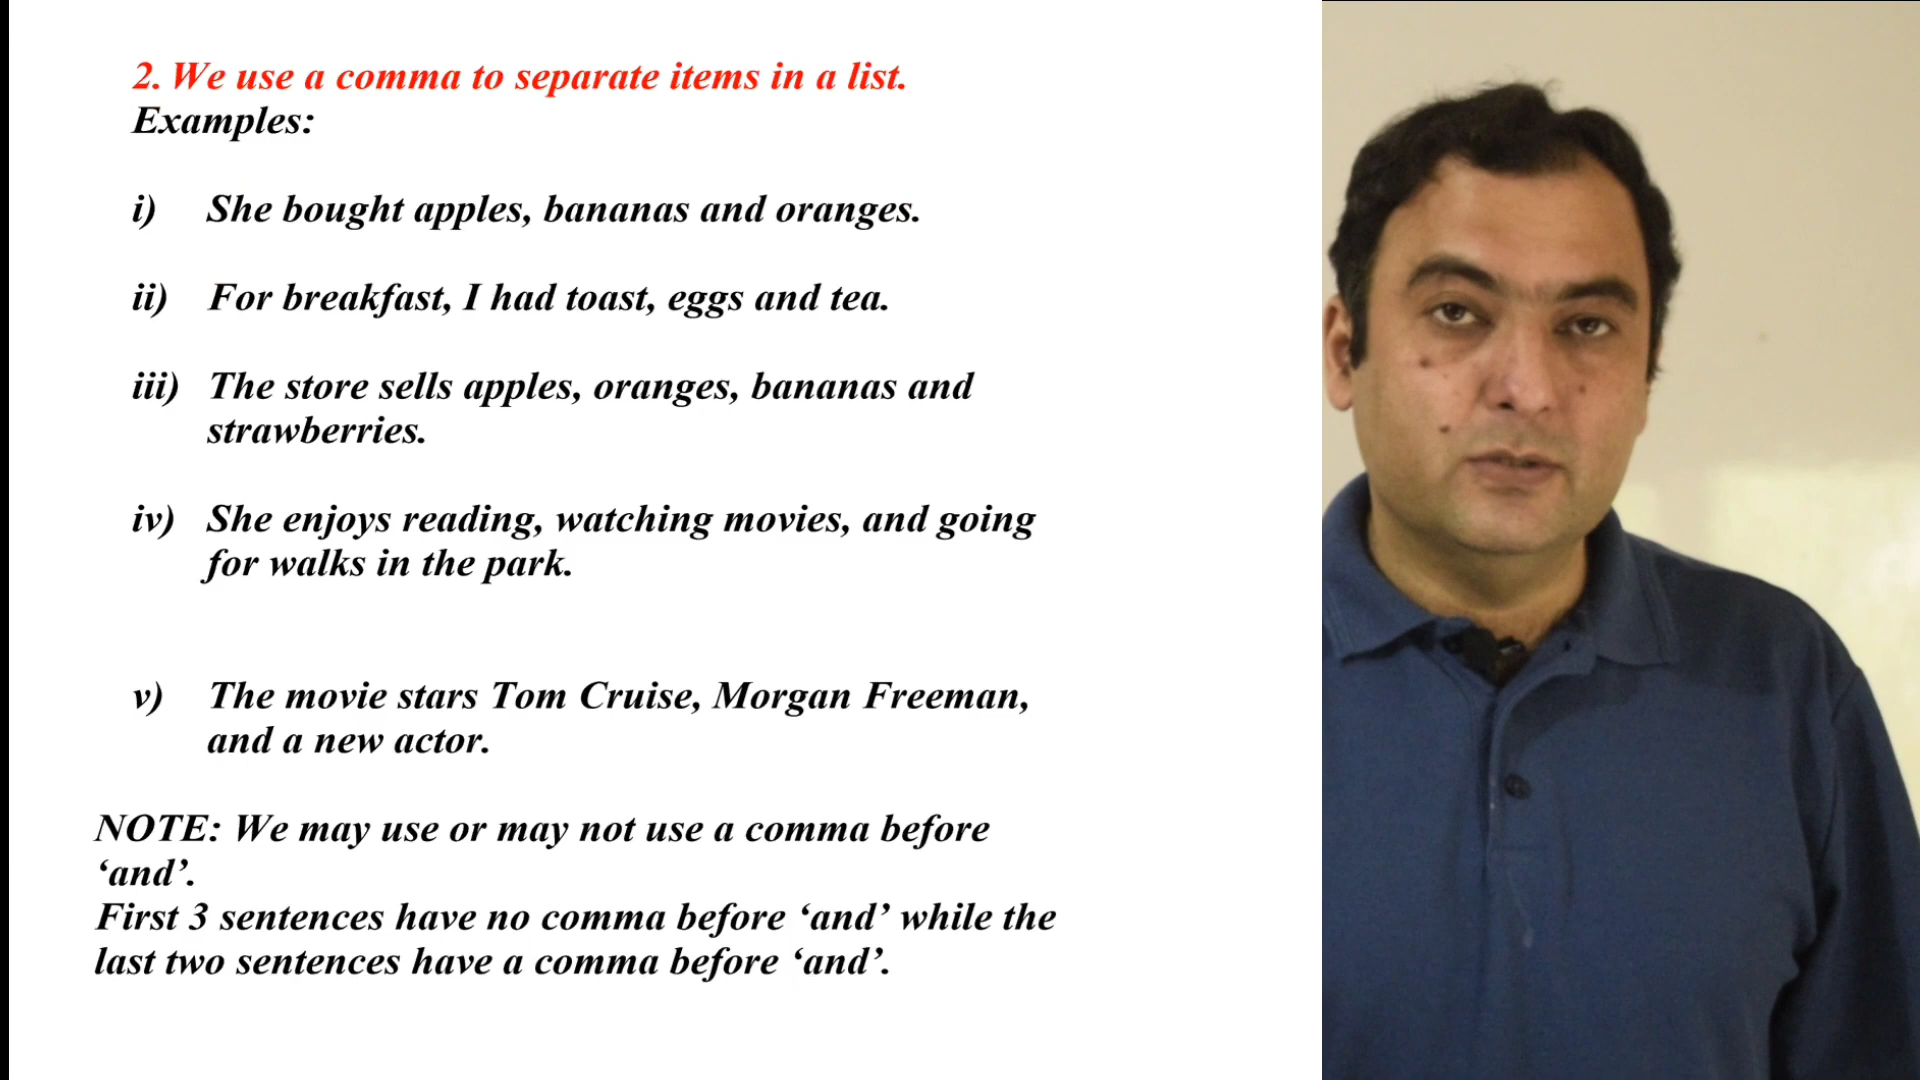 2. We use a comma to separate items in a list.
Examples:
i) She bought apples, bananas and oranges.
ii) For breakfast, I had toast, eggs and tea.
iii) The store sells apples, oranges, bananas and
strawberries.
iv) She enjoys reading, watching movies, and going
for walks in the park.
v) The movie stars Tom Cruise, Morgan Freeman,
and a new actor.
NOTE: We may use or may not use a comma before
‘and’.
First 3 sentences have no comma before ‘and’ while the
last two sentences have a comma before ‘and’.